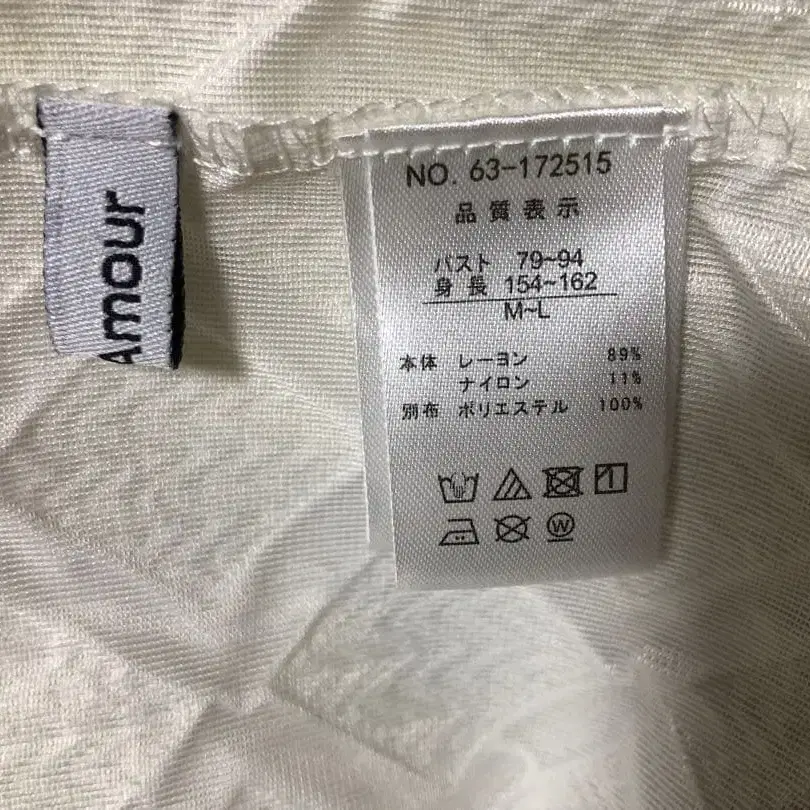 Amour
NO. 63-172515
品質表示
バスト 79~94
身長 154~162
M~L
本体 レーヨン 89%
ナイロン 11%
別布 ポリエステル 100%
W